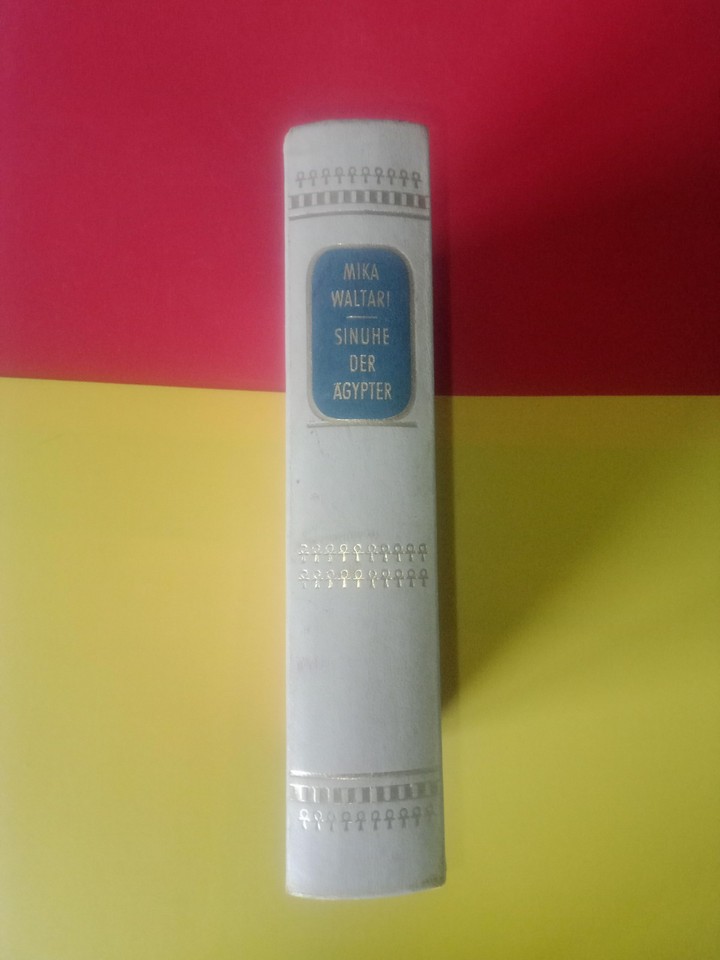 MIKA
WALTARI
SINUHE
DER
ÄGYPTER